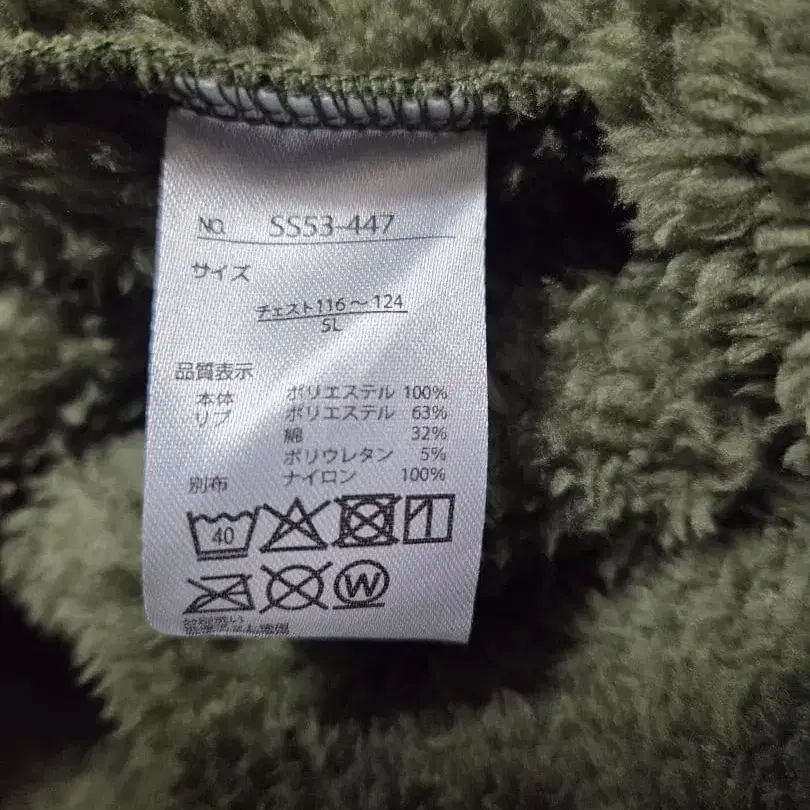 NO. SS53-447
サイズ
チェスト116～124
5L
品質表示
本体 ポリエステル 100%
リブ ポリエステル 63%
綿 32%
ポリウレタン 5%
別布 ナイロン 100%
40
W